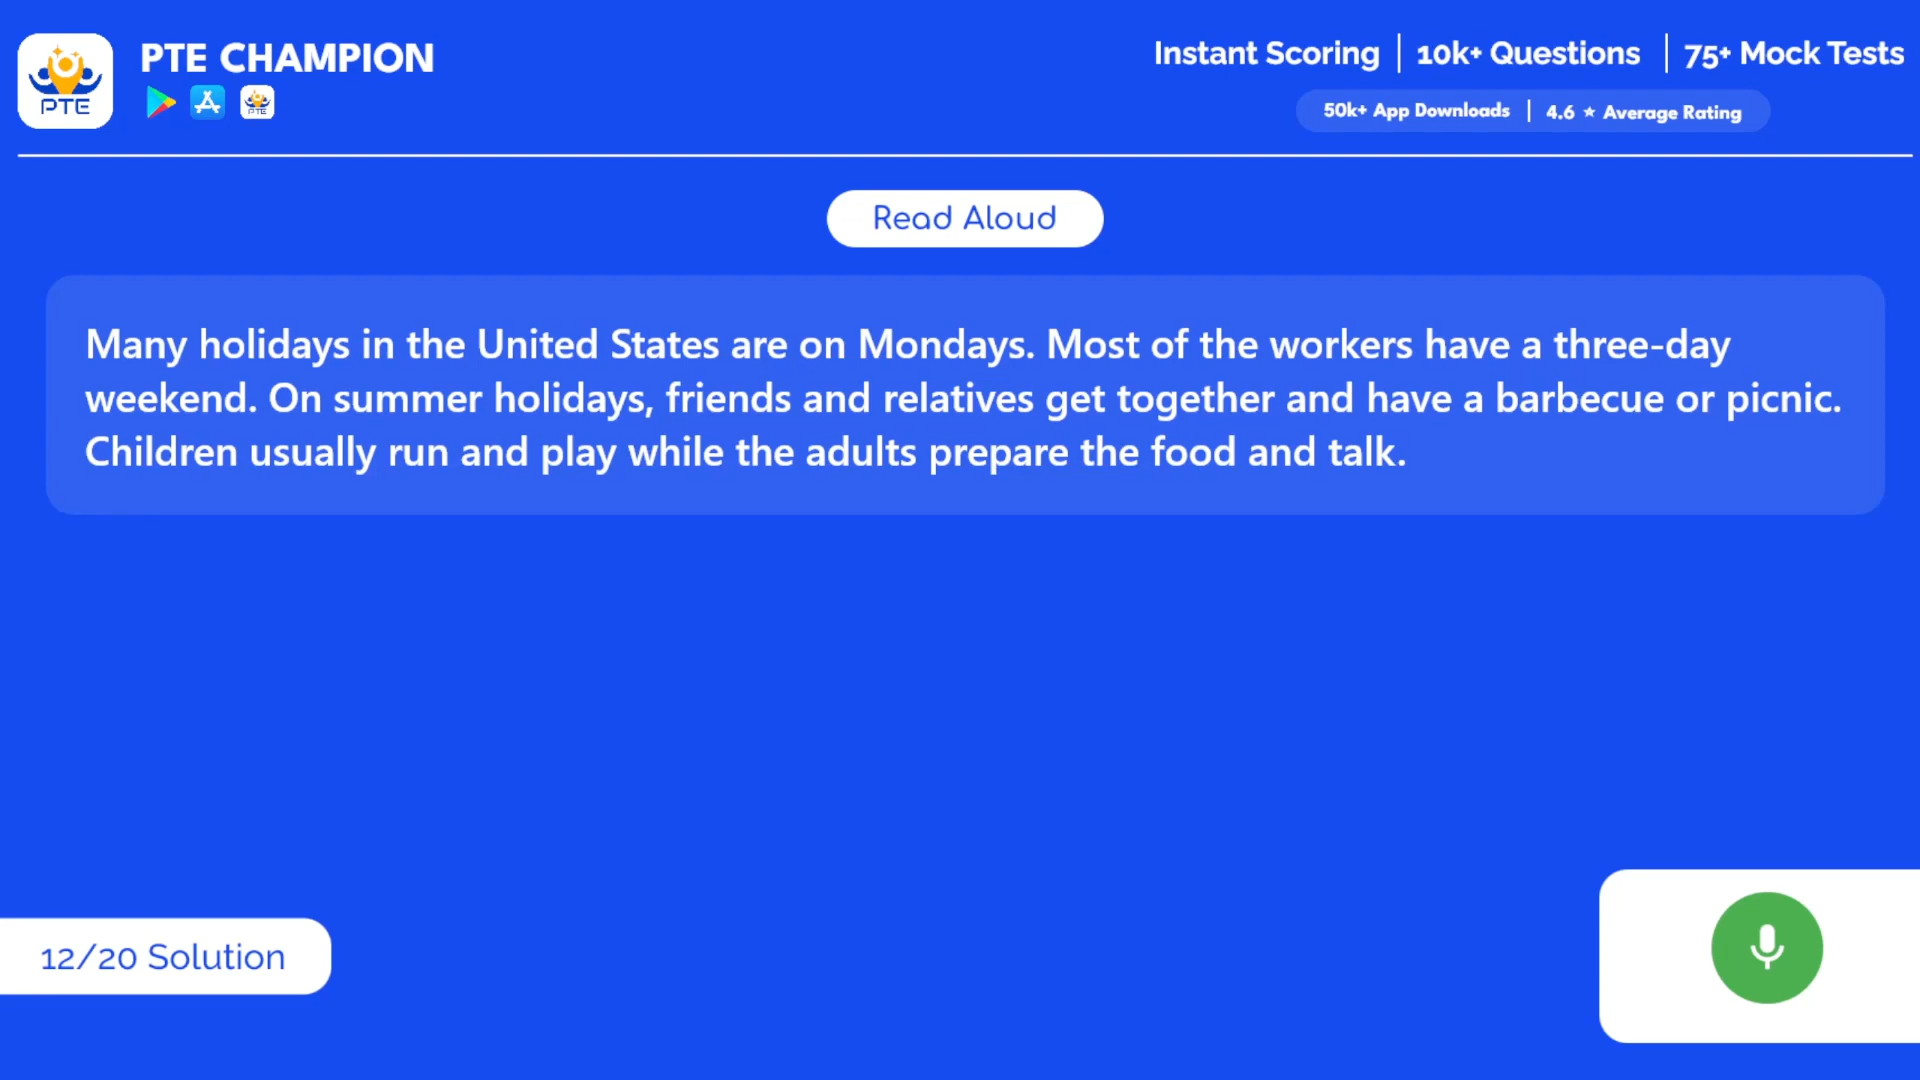 PTE CHAMPION
PTE
PTE
Instant Scoring | 10k+ Questions | 75+ Mock Tests
50k+ App Downloads | 4.6 ★ Average Rating
Read Aloud
Many holidays in the United States are on Mondays. Most of the workers have a three-day
weekend. On summer holidays, friends and relatives get together and have a barbecue or picnic.
Children usually run and play while the adults prepare the food and talk.
12/20 Solution